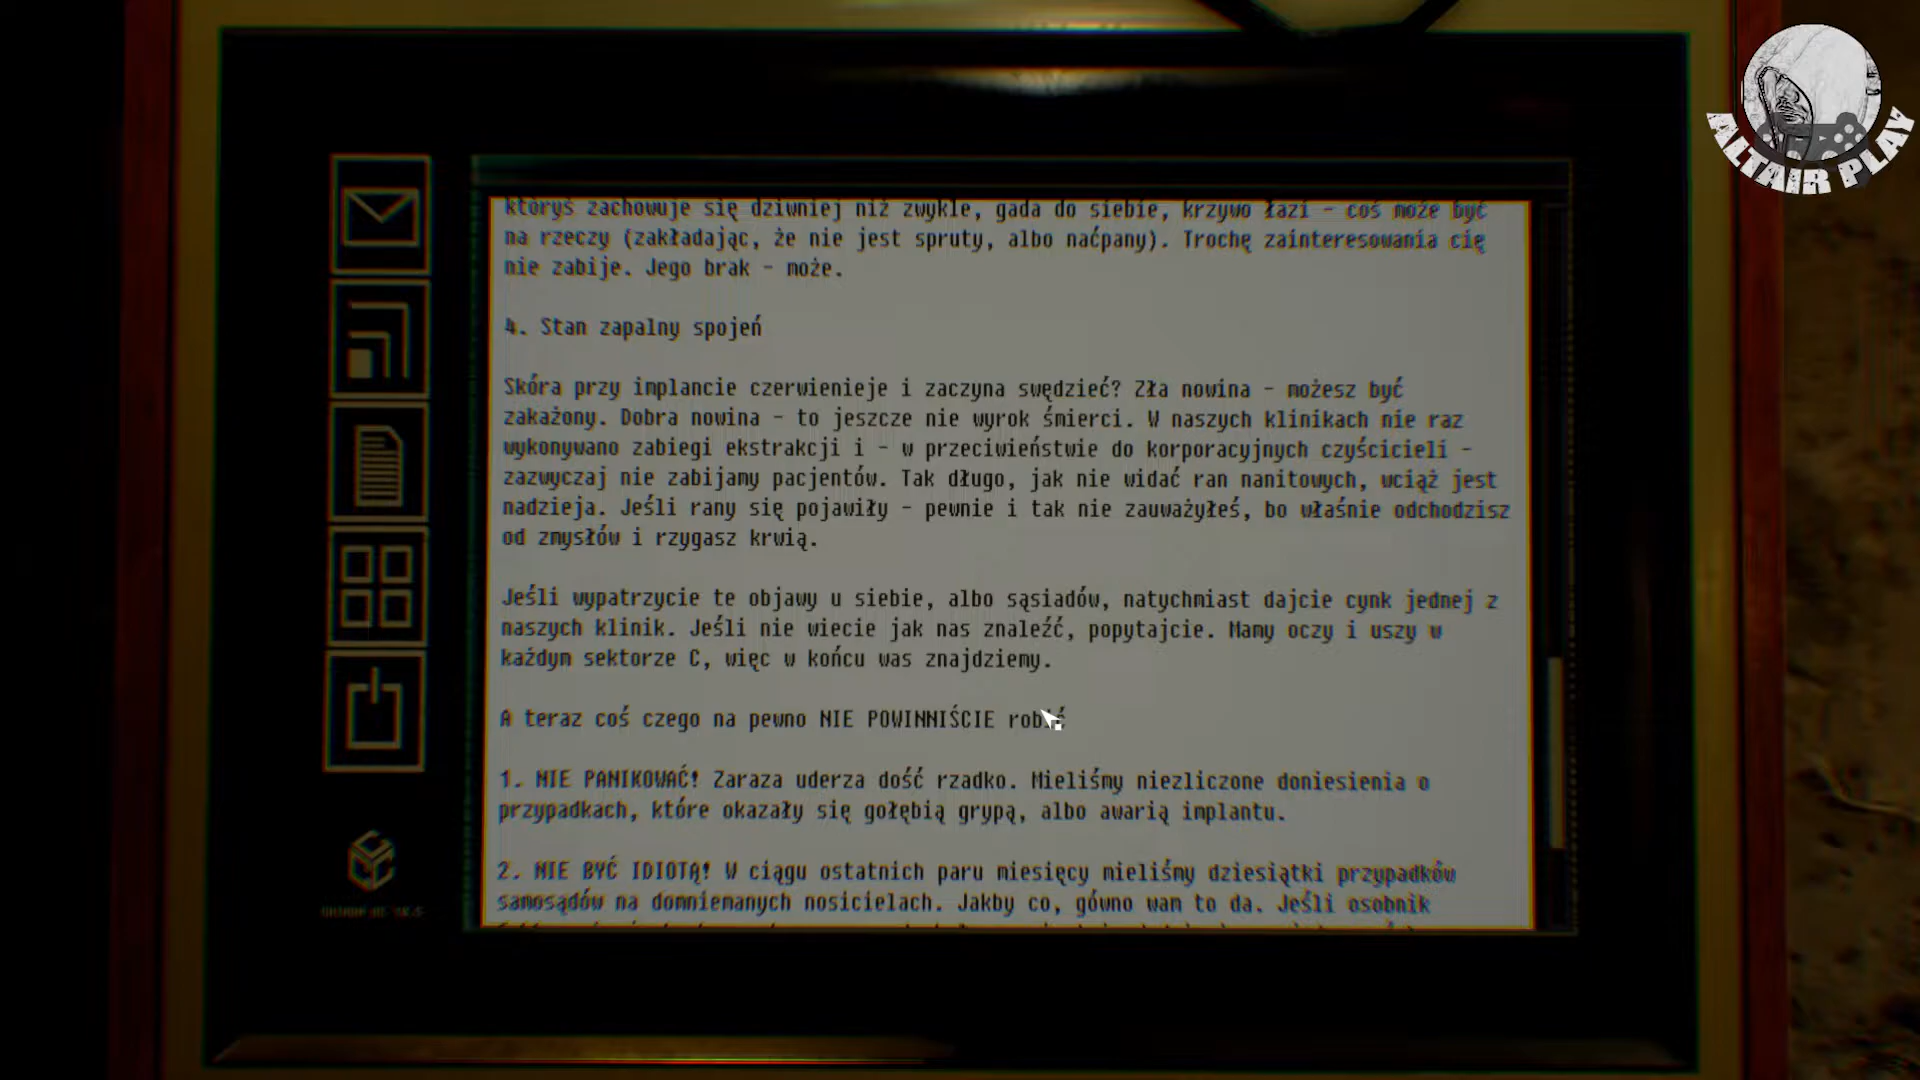 ALTAIR PLAY
któryś zachowuje się dziwniej niż zwykle, gada do siebie, krzywo łazi - coś może być
na rzeczy (zakładając, że nie jest spruty, albo naćpany). Trochę zainteresowania cię
nie zabije. Jego brak - może.
4. Stan zapalny spojeń
Skóra przy implancie czerwienieje i zaczyna swędzieć? Zła nowina - możesz być
zakażony. Dobra nowina - to jeszcze nie wyrok śmierci. W naszych klinikach nie raz
wykonywano zabiegi ekstrakcji i - w przeciwieństwie do korporacyjnych czyścicieli -
zazwyczaj nie zabijamy pacjentów. Tak długo, jak nie widać ran nanitowych, wciąż jest
nadzieja. Jeśli rany się pojawiły - pewnie i tak nie zauważyłeś, bo właśnie odchodzisz
od zmysłów i rzygasz krwią.
Jeśli wypatrzycie te objawy u siebie, albo sąsiadów, natychmiast dajcie cynk jednej z
naszych klinik. Jeśli nie wiecie jak nas znaleźć, popytajcie. Mamy oczy i uszy w
każdym sektorze C, więc w końcu was znajdziemy.
A teraz coś czego na pewno NIE POWINNIŚCIE robić
1. NIE PANIKOWAĆ! Zaraza uderza dość rzadko. Mieliśmy niezliczone doniesienia o
przypadkach, które okazały się gołębią grypą, albo awarią implantu.
2. NIE BYĆ IDIOTĄ! W ciągu ostatnich paru miesięcy mieliśmy dziesiątki przypadków
samosądów na domniemanych nosicielach. Jakby co, gówno wam to da. Jeśli osobnik